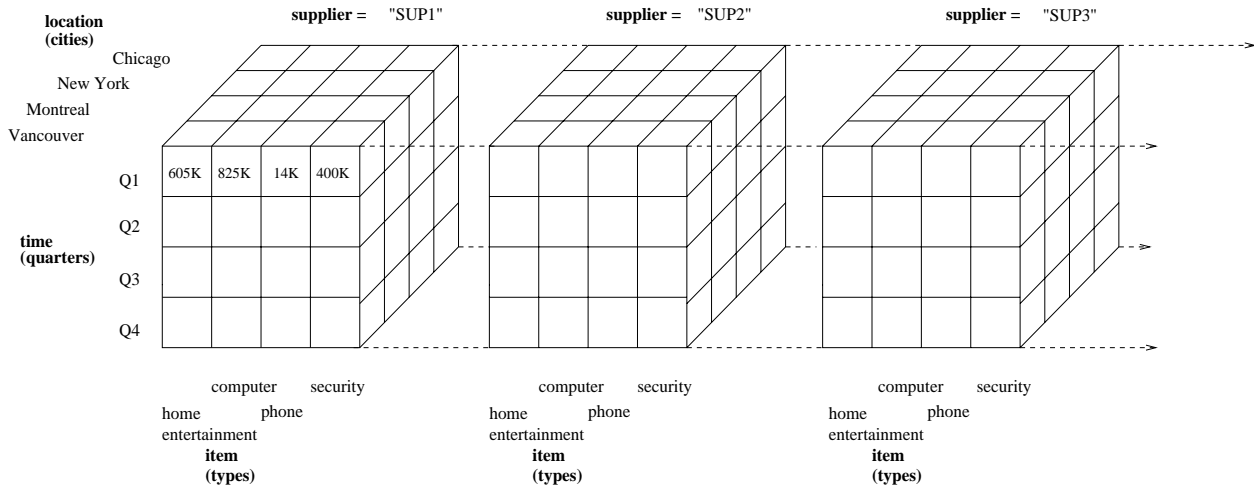 supplier = "SUP1" supplier = "SUP2" supplier = "SUP3"
location
(cities)
Chicago
New York
Montreal
Vancouver
605K 825K 14K 400K
Q1
Q2
time
(quarters)
Q3
Q4
computer security computer security computer security
home phone home phone home phone
entertainment entertainment entertainment
item item item
(types) (types) (types)